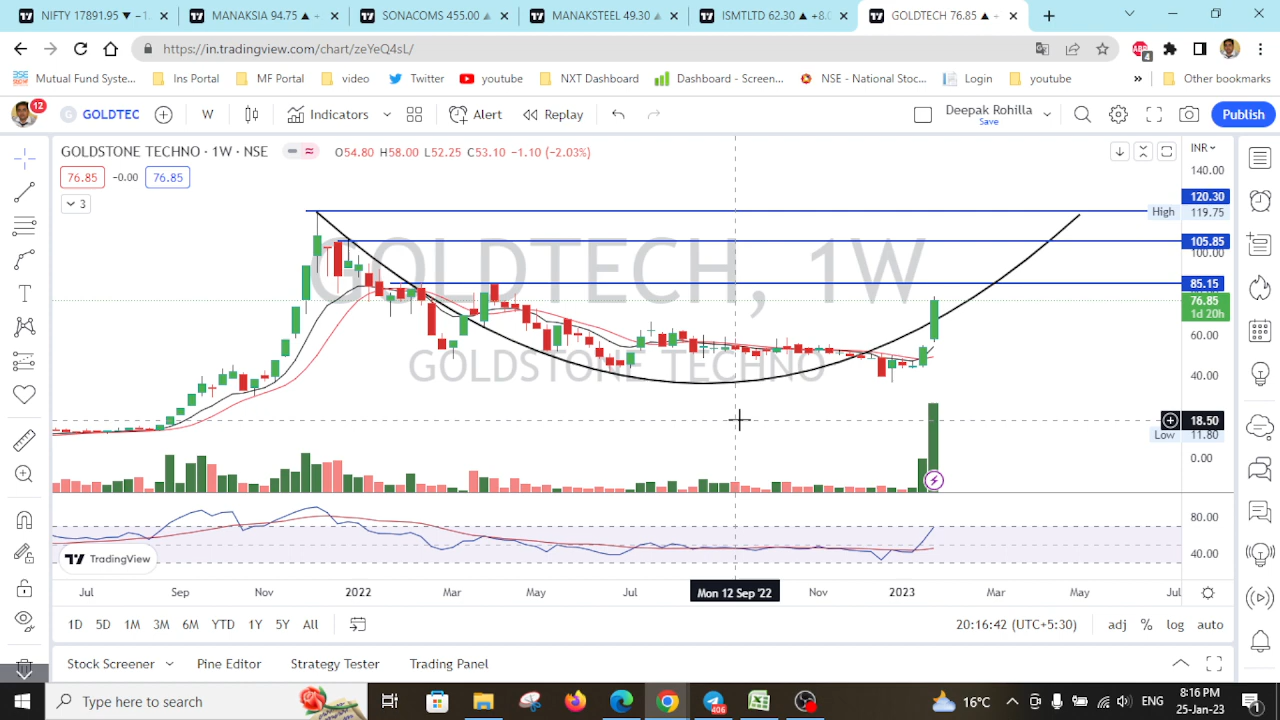 NIFTY 17891.95 ▼ −1.
MANAKSIA 94.75 ▲ +
SONACOMS 455.00 ▲
MANAKSTEEL 49.30 ▲
ISMTLTD 62.30 ▲ +8.0
GOLDTECH 76.85 ▲ +
https://in.tradingview.com/chart/zeYeQ4sL/
4
Mutual Fund Syste...
Ins Portal
MF Portal
video
Twitter
youtube
NXT Dashboard
Dashboard - Screen...
NSE - National Stoc...
Login
youtube
»
Other bookmarks
12
G
GOLDTEC
W
Indicators
Alert
Replay
Deepak Rohilla
Save
Publish
GOLDSTONE TECHNO · 1W · NSE
O54.80 H58.00 L52.25 C53.10 −1.10 (−2.03%)
INR
76.85 -0.00 76.85
3
GOLDTECH, 1W
GOLDSTONE TECHNO
140.00
120.30
High 119.75
105.85
100.00
85.15
76.85
1d 20h
60.00
40.00
18.50
Low 11.80
0.00
80.00
40.00
TradingView
Jul Sep Nov 2022 Mar May Jul Mon 12 Sep '22 Nov 2023 Mar May Jul
1D 5D 1M 3M 6M YTD 1Y 5Y All
20:16:42 (UTC+5:30)
adj % log auto
Stock Screener
Pine Editor
Strategy Tester
Trading Panel
Type here to search
406
16°C
ENG
8:16 PM
25-Jan-23
1